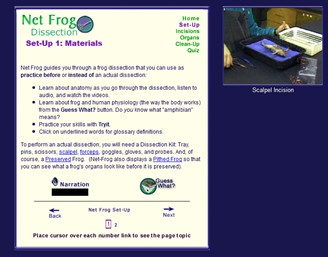 Net Frog
Dissection
Home
Set-Up
Incisions
Organs
Clean-Up
Quiz
Set-Up 1: Materials
Net Frog guides you through a frog dissection that you can use as
practice before or instead of an actual dissection:
Learn about anatomy as you go through the dissection, listen to
audio, and watch the videos.
Learn about frog and human physiology (the way the body works)
from the Guess What? button. Do you know what "amphibian"
means?
Practice your skills with Tryit.
Click on underlined words for glossary definitions.
To perform an actual dissection, you will need a Dissection Kit: Tray,
pins, scissors, scalpel, forceps, goggles, gloves, and probes. And, of
course, a Preserved Frog. (NetFrog also displays a Pithed Frog so that
you can see what a frog's organs look like before it is preserved).
Narration
Guess
What?
Back
Net Frog Set-Up
Next
1 2
Place cursor over each number link to see the page topic
Scalpel Incision